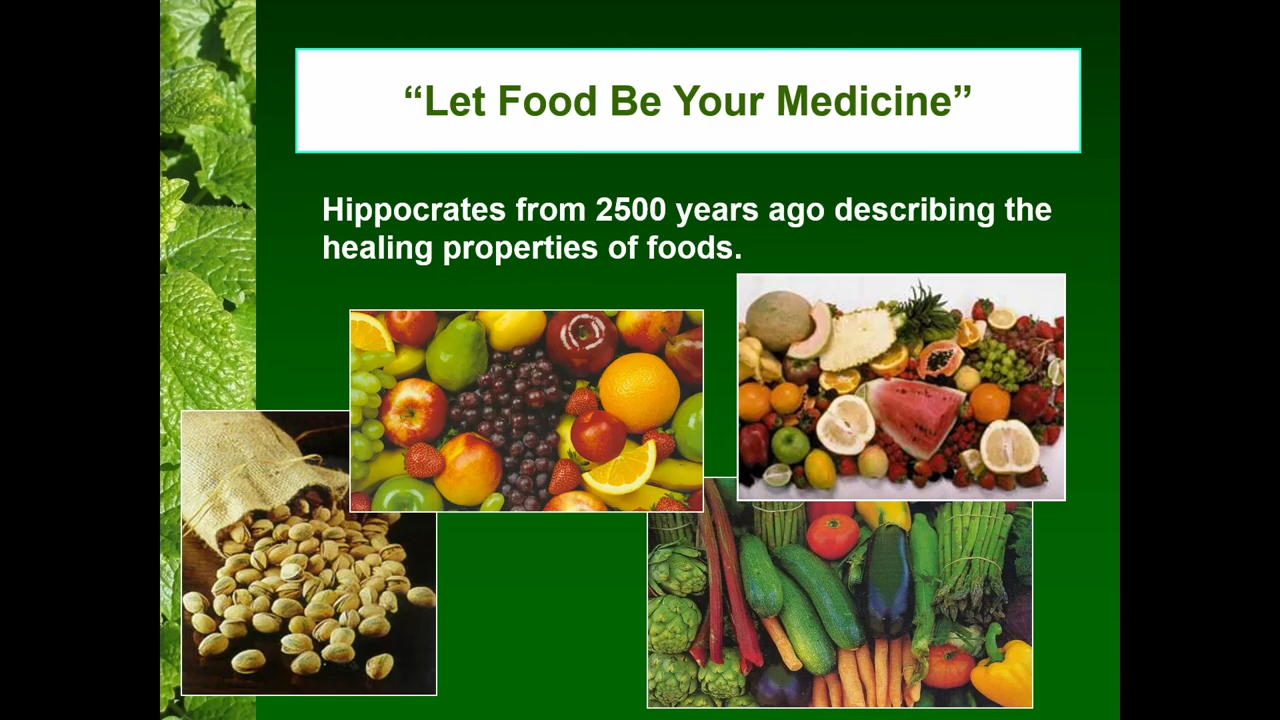 “Let Food Be Your Medicine”
Hippocrates from 2500 years ago describing the
healing properties of foods.